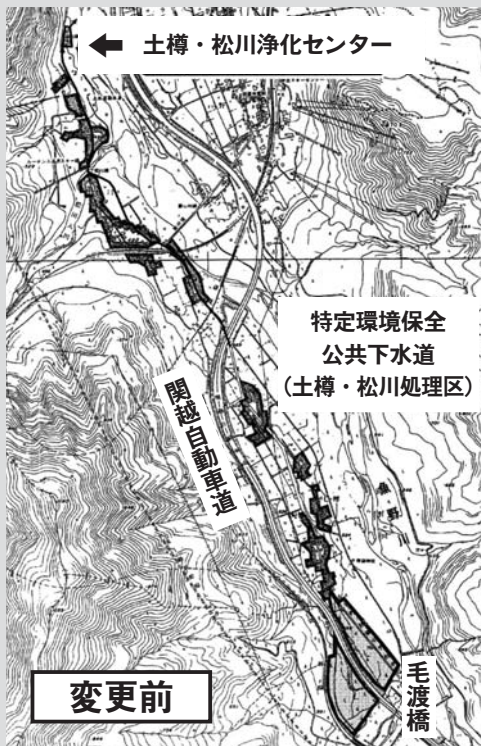 ← 土樽・松川浄化センター
特定環境保全
公共下水道
（土樽・松川処理区）
関越自動車道
毛渡橋
変更前